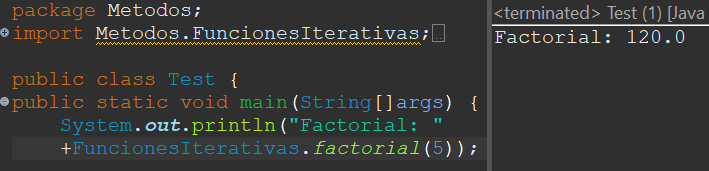 package Metodos;
import Metodos.FuncionesIterativas;
public class Test {
public static void main(String[]args) {
System.out.println("Factorial: "
+FuncionesIterativas.factorial(5));
<terminated> Test (1) [Java
Factorial: 120.0